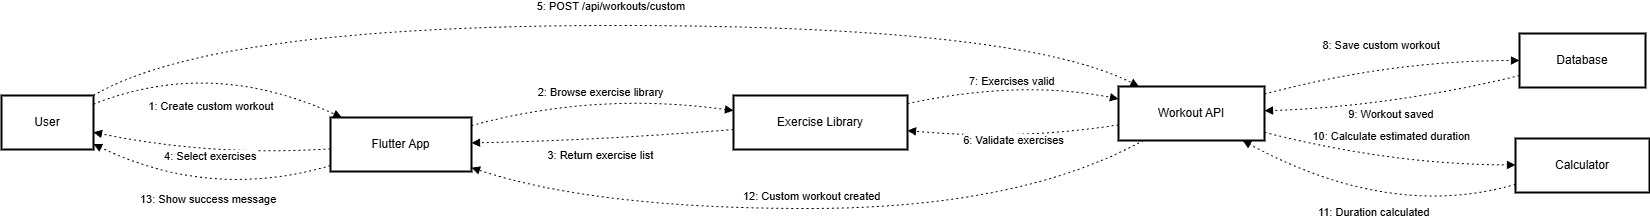 5: POST /api/workouts/custom
8: Save custom workout
Database
7: Exercises valid
2: Browse exercise library
1: Create custom workout
Workout API
9: Workout saved
User
Exercise Library
10: Calculate estimated duration
Flutter App
6: Validate exercises
4: Select exercises
3: Return exercise list
Calculator
12: Custom workout created
13: Show success message
11: Duration calculated